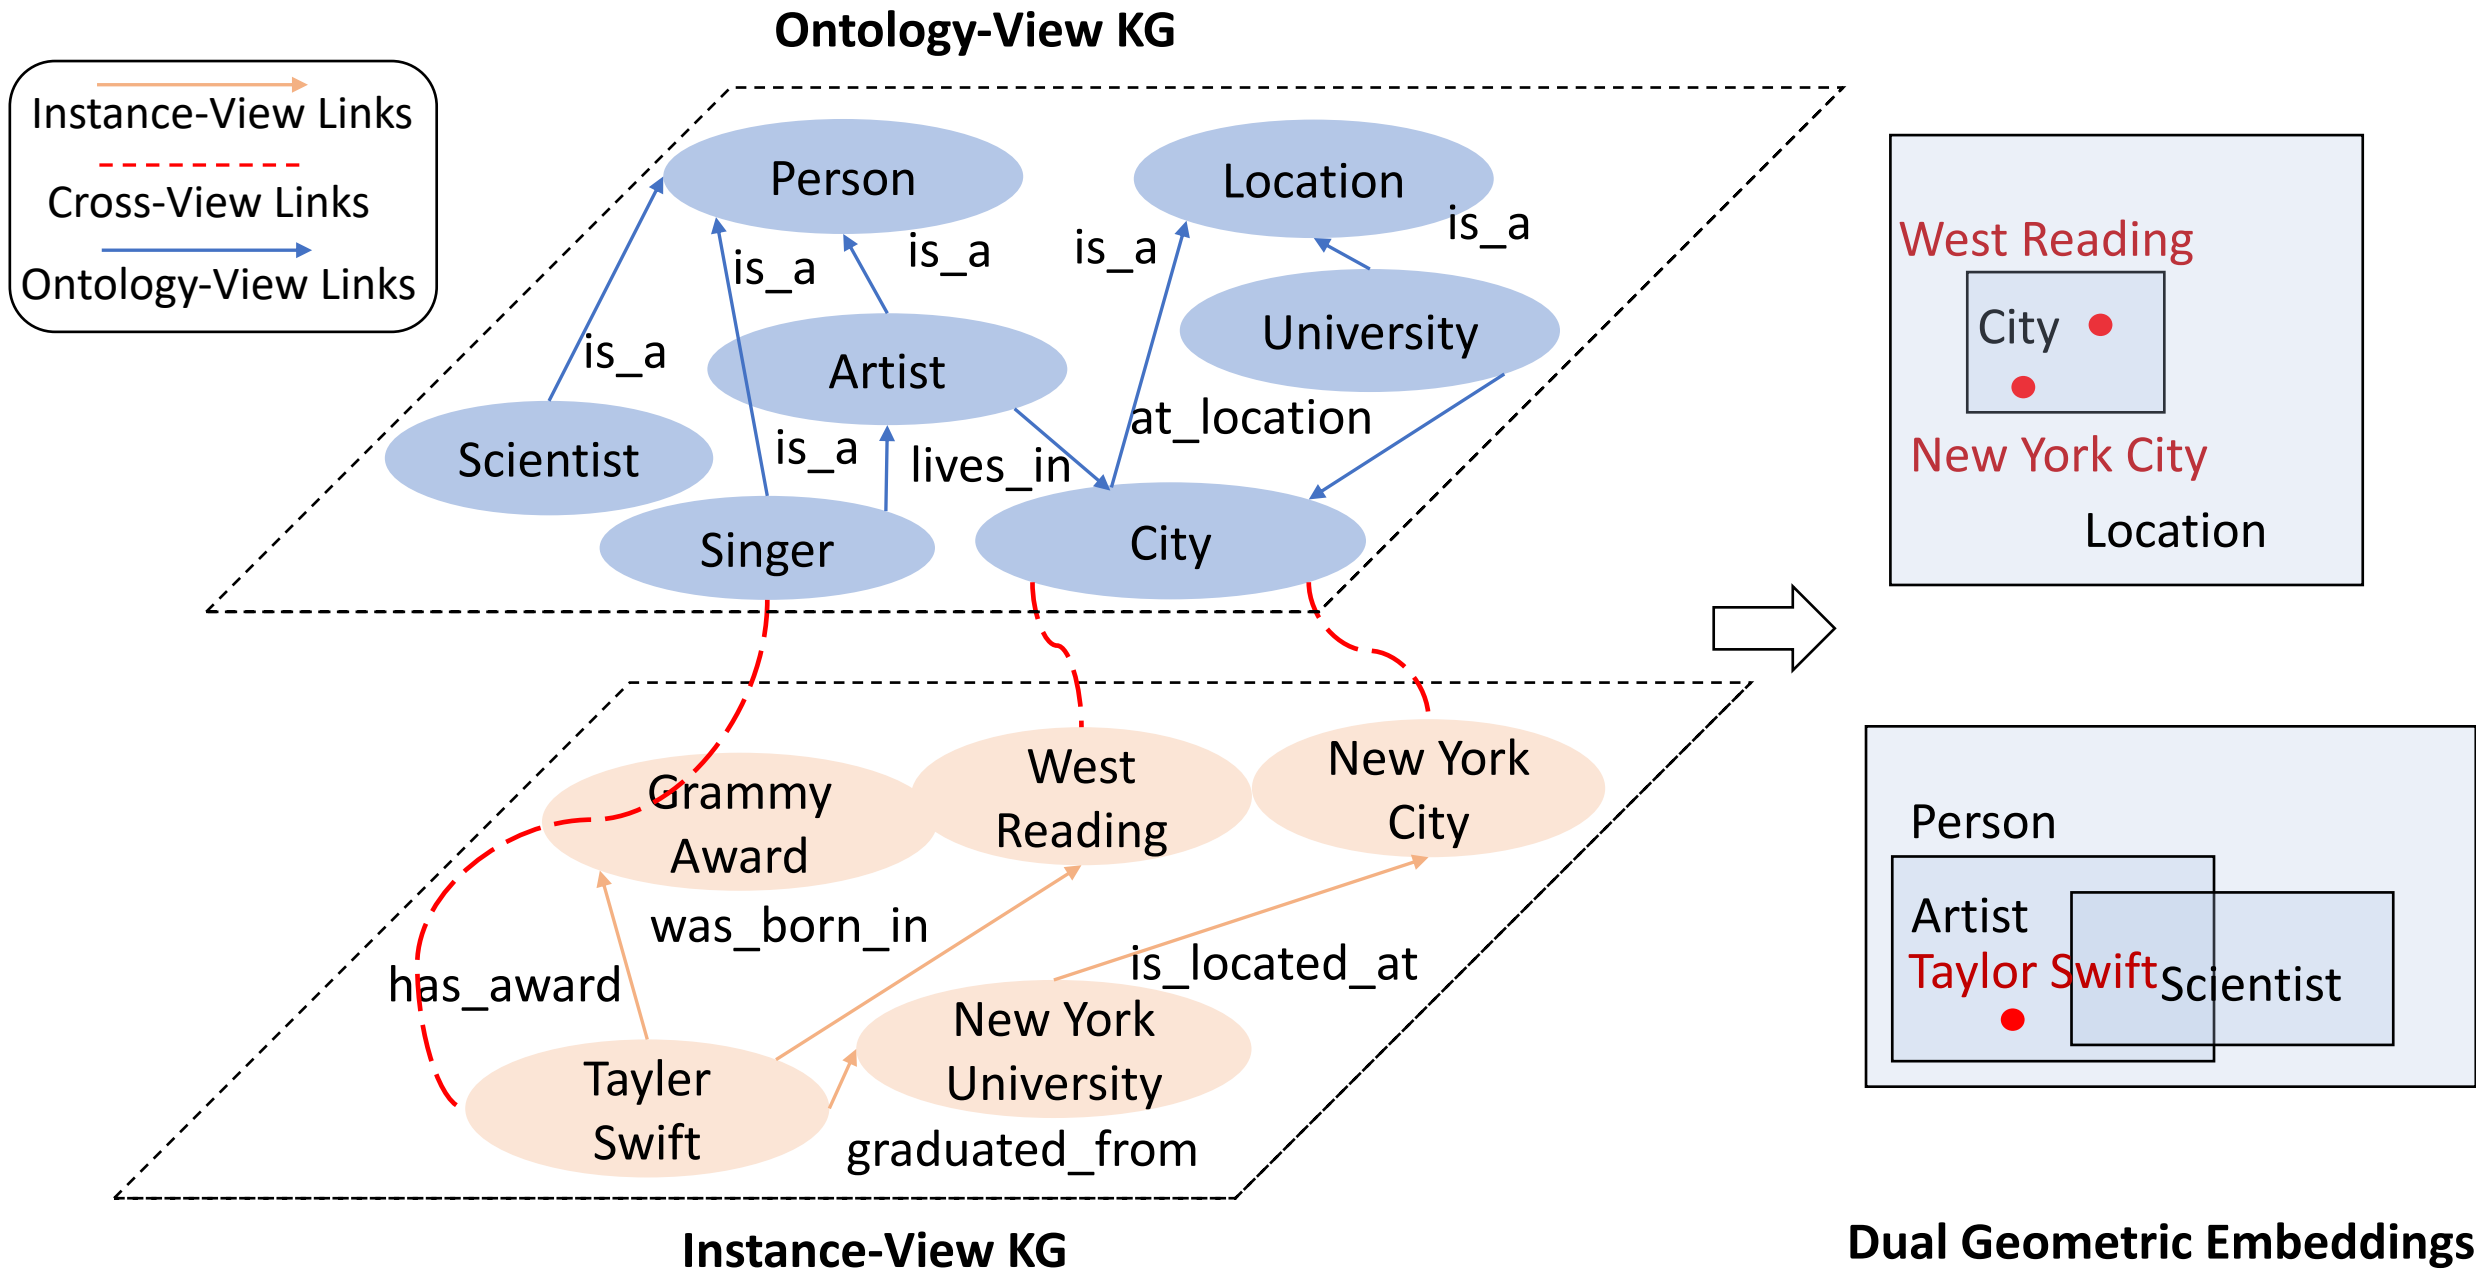 Ontology-View KG
Instance-View Links
Cross-View Links
Ontology-View Links
Person
Location
is_a
is_a
is_a
is_a
University
is_a
Artist
at_location
Scientist
is_a
lives_in
Singer
City
Grammy
Award
West
Reading
New York
City
was_born_in
has_award
is_located_at
New York
University
Tayler
Swift
graduated_from
Instance-View KG
West Reading
City
New York City
Location
Person
Artist
Taylor Swift
Scientist
Dual Geometric Embeddings